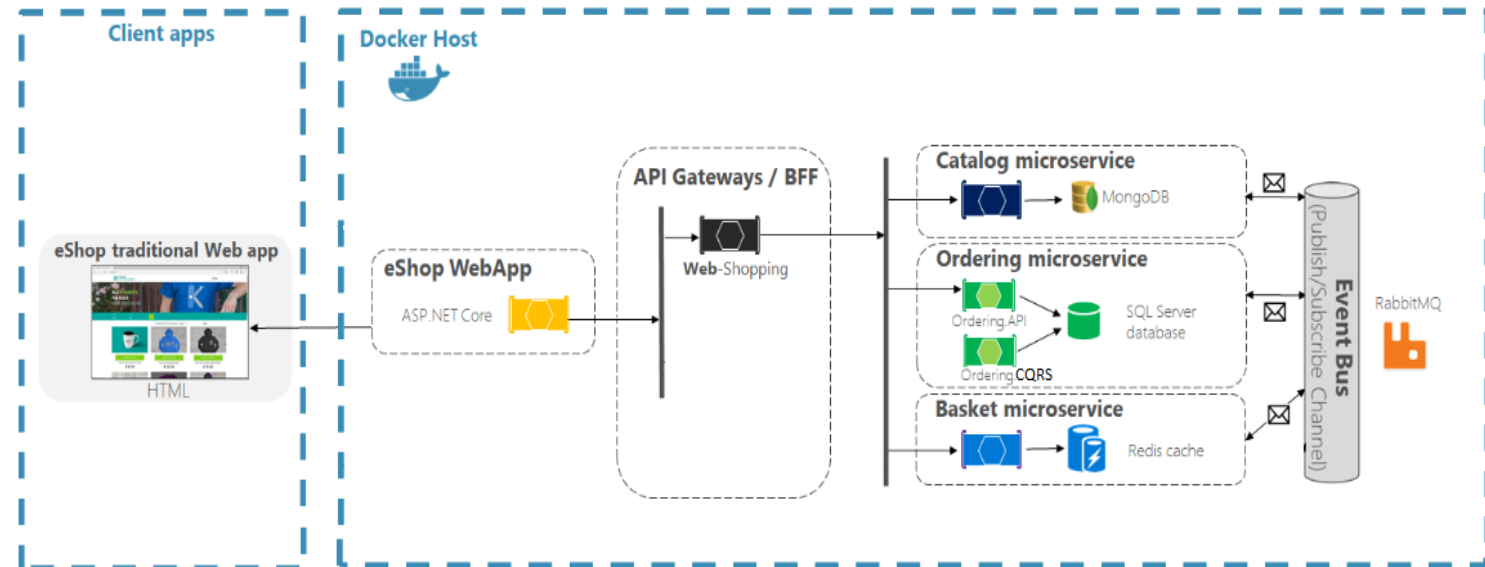 Client apps
Docker Host
eShop traditional Web app
HTML
eShop WebApp
ASP.NET Core
API Gateways / BFF
Web-Shopping
Catalog microservice
MongoDB
Ordering microservice
Ordering.API
Ordering.CQRS
SQL Server
database
Basket microservice
Redis cache
Event Bus
(Publish/Subscribe Channel)
RabbitMQ